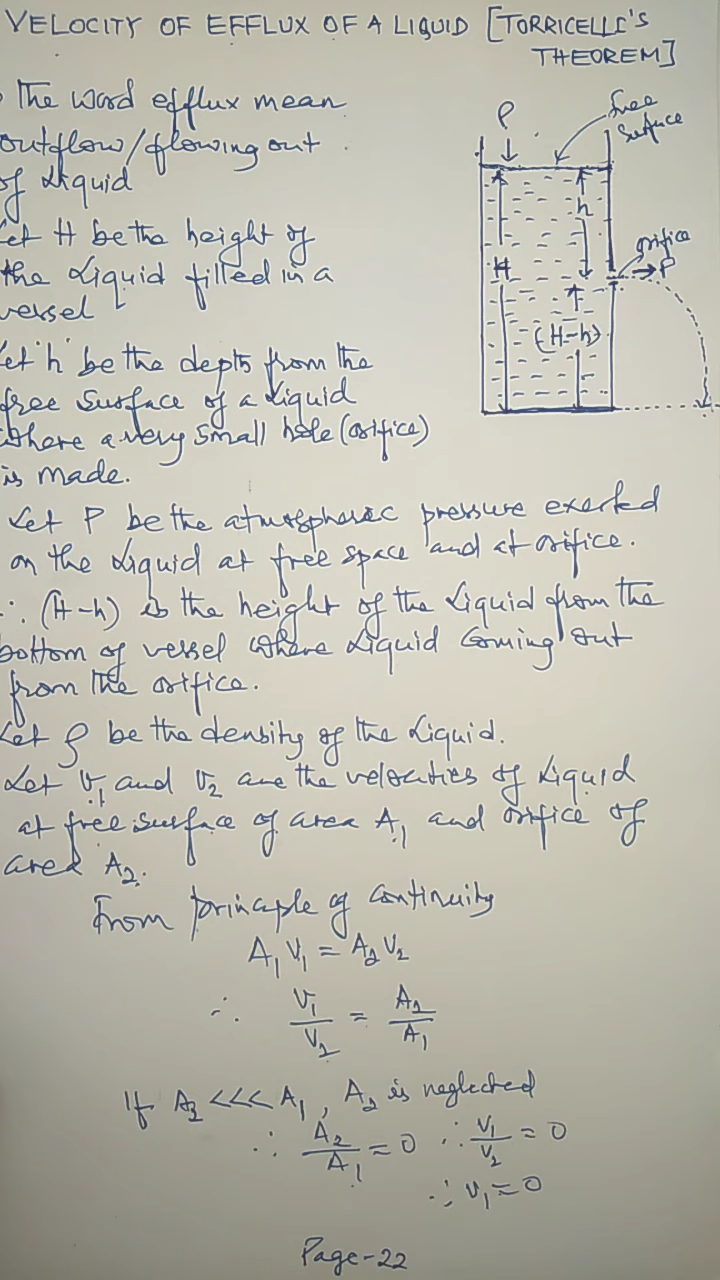 VELOCITY OF EFFLUX OF A LIQUID [TORRICELLI'S
THEOREM]
The word efflux mean
outflow/flowing out
of Liquid
Let H be the height of
the Liquid filled in a
vessel
Let 'h' be the depth from the
free surface of a Liquid
where a very small hole (orifice)
is made.
P
free
surface
h
H
orifice
P
(H-h)
Let P be the atmospheric pressure exerted
on the Liquid at free space and at orifice.
∴ (H-h) is the height of the Liquid from the
bottom of vessel where Liquid coming out
from the orifice.
Let ρ be the density of the Liquid.
Let V₁ and V₂ are the velocities of Liquid
at free surface of area A₁ and orifice of
area A₂.
From principle of continuity
A₁V₁ = A₂V₂
∴ V₁/V₂ = A₂/A₁
If A₂ <<< A₁, A₂ is neglected
∴ A₂/A₁ = 0 ∴ V₁/V₂ = 0
∴ V₁ = 0
Page-22